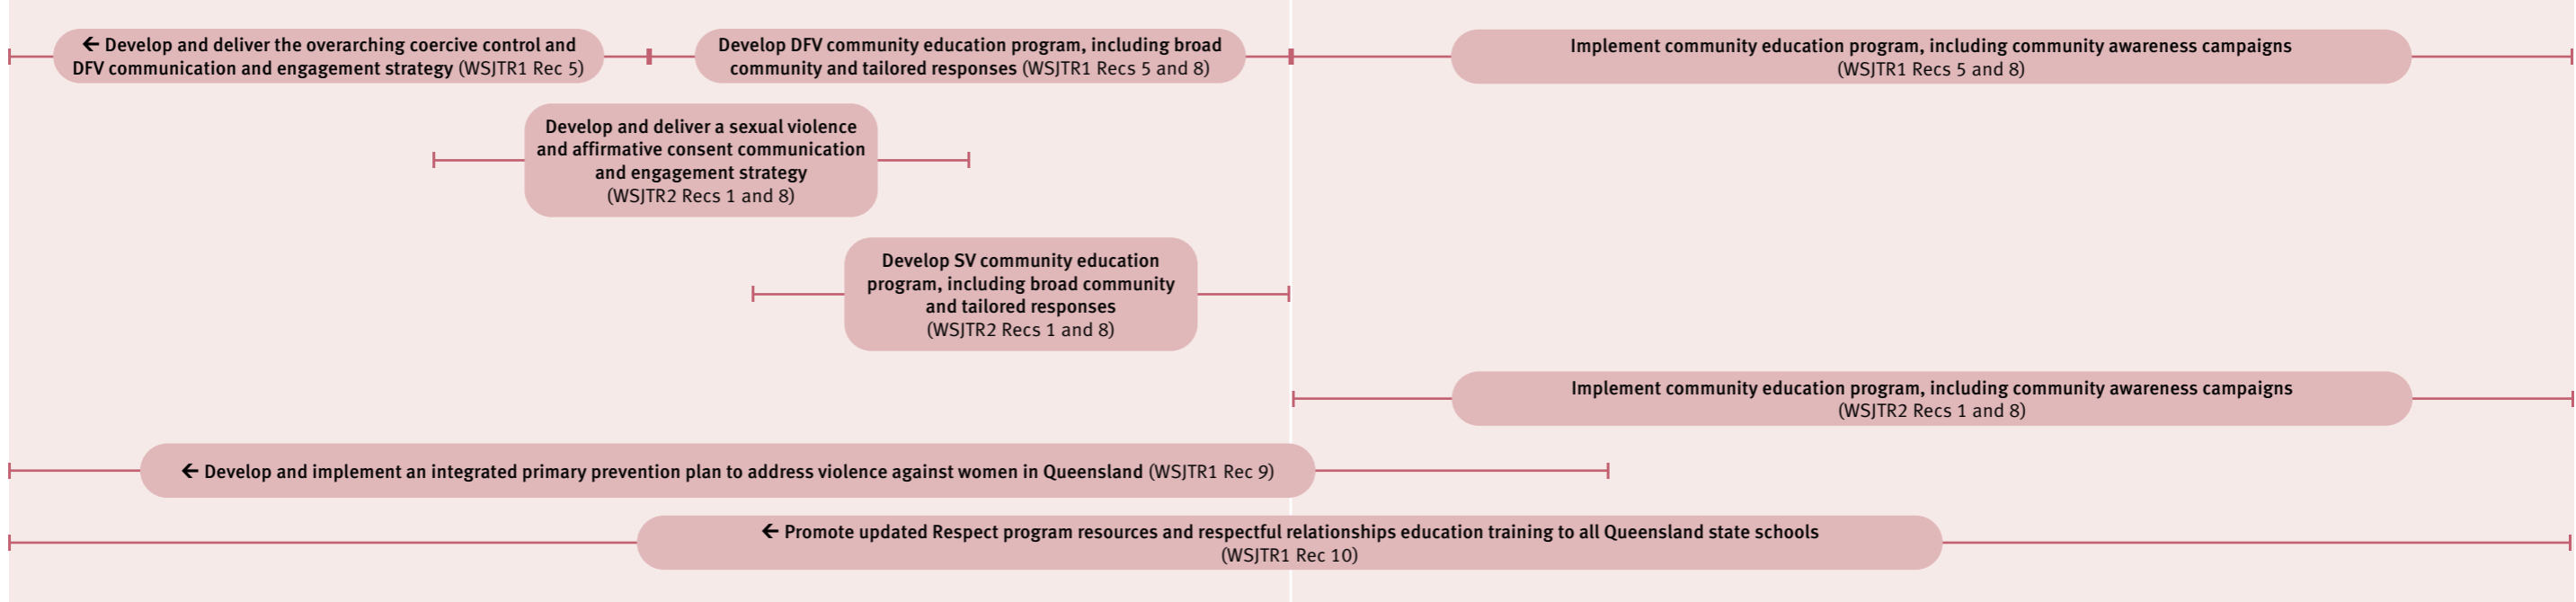 ← Develop and deliver the overarching coercive control and
DFV communication and engagement strategy (WSJTR1 Rec 5)
Develop DFV community education program, including broad
community and tailored responses (WSJTR1 Recs 5 and 8)
Implement community education program, including community awareness campaigns
(WSJTR1 Recs 5 and 8)
Develop and deliver a sexual violence
and affirmative consent communication
and engagement strategy
(WSJTR2 Recs 1 and 8)
Develop SV community education
program, including broad community
and tailored responses
(WSJTR2 Recs 1 and 8)
Implement community education program, including community awareness campaigns
(WSJTR2 Recs 1 and 8)
← Develop and implement an integrated primary prevention plan to address violence against women in Queensland (WSJTR1 Rec 9)
← Promote updated Respect program resources and respectful relationships education training to all Queensland state schools
(WSJTR1 Rec 10)